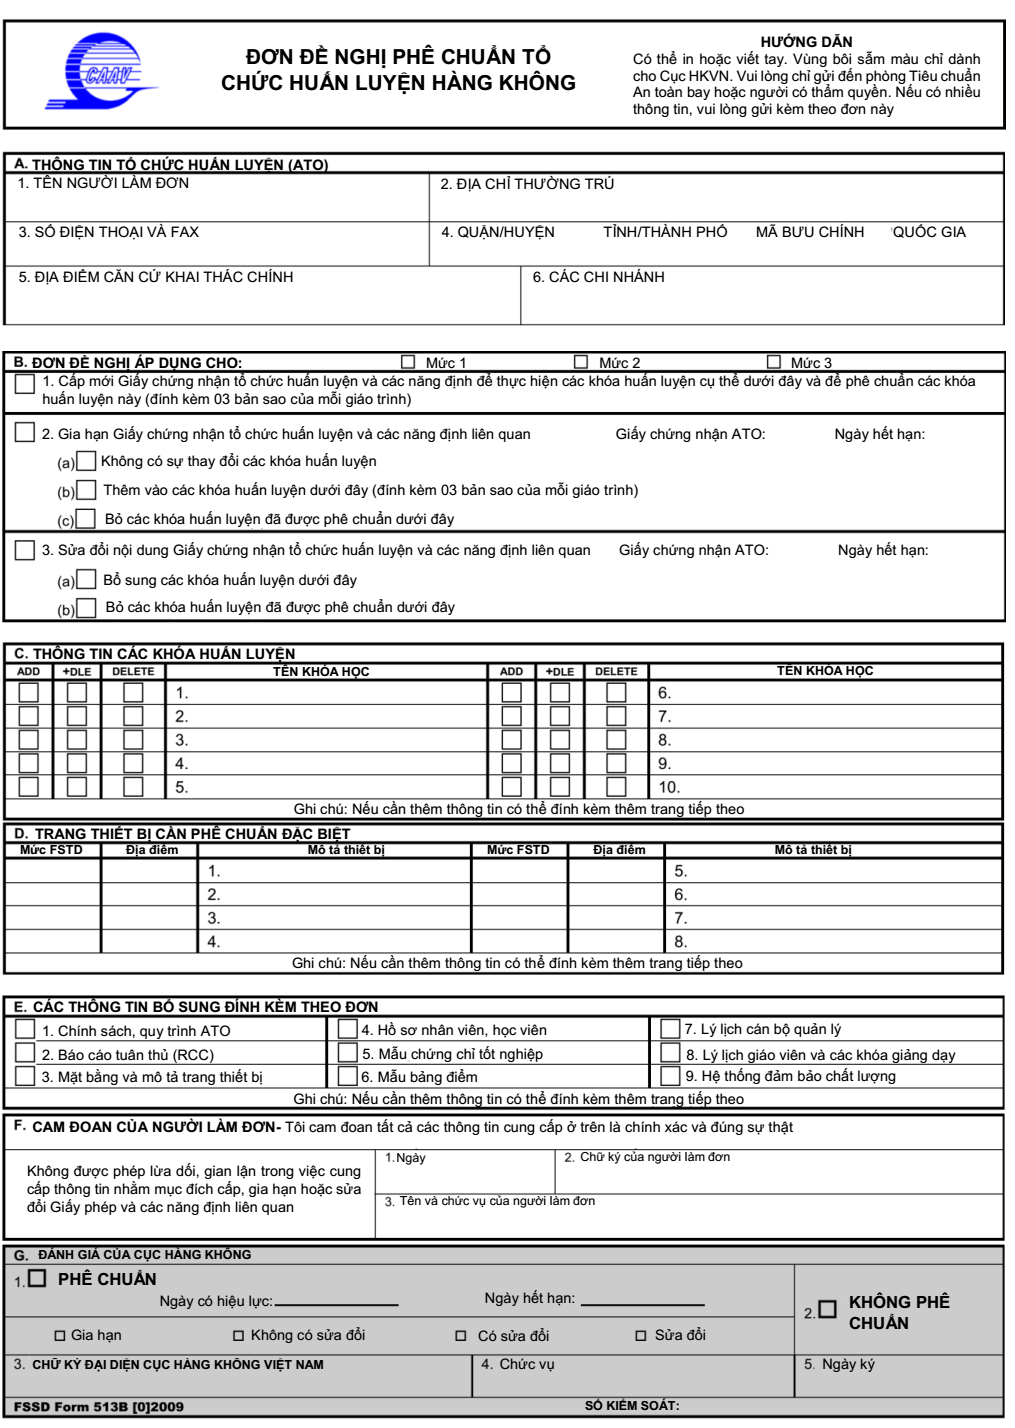 CAAV
ĐƠN ĐỀ NGHỊ PHÊ CHUẨN TỔ
CHỨC HUẤN LUYỆN HÀNG KHÔNG
HƯỚNG DẪN
Có thể in hoặc viết tay. Vùng bôi sẫm màu chỉ dành
cho Cục HKVN. Vui lòng chỉ gửi đến phòng Tiêu chuẩn
An toàn bay hoặc người có thẩm quyền. Nếu có nhiều
thông tin, vui lòng gửi kèm theo đơn này
A. THÔNG TIN TỔ CHỨC HUẤN LUYỆN (ATO)
1. TÊN NGƯỜI LÀM ĐƠN
2. ĐỊA CHỈ THƯỜNG TRÚ
3. SỐ ĐIỆN THOẠI VÀ FAX
4. QUẬN/HUYỆN TỈNH/THÀNH PHỐ MÃ BƯU CHÍNH QUỐC GIA
5. ĐỊA ĐIỂM CĂN CỨ KHAI THÁC CHÍNH
6. CÁC CHI NHÁNH
B. ĐƠN ĐỀ NGHỊ ÁP DỤNG CHO: Mức 1 Mức 2 Mức 3
1. Cấp mới Giấy chứng nhận tổ chức huấn luyện và các năng định để thực hiện các khóa huấn luyện cụ thể dưới đây và để phê chuẩn các khóa
huấn luyện này (đính kèm 03 bản sao của mỗi giáo trình)
2. Gia hạn Giấy chứng nhận tổ chức huấn luyện và các năng định liên quan Giấy chứng nhận ATO: Ngày hết hạn:
(a) Không có sự thay đổi các khóa huấn luyện
(b) Thêm vào các khóa huấn luyện dưới đây (đính kèm 03 bản sao của mỗi giáo trình)
(c) Bỏ các khóa huấn luyện đã được phê chuẩn dưới đây
3. Sửa đổi nội dung Giấy chứng nhận tổ chức huấn luyện và các năng định liên quan Giấy chứng nhận ATO: Ngày hết hạn:
(a) Bổ sung các khóa huấn luyện dưới đây
(b) Bỏ các khóa huấn luyện đã được phê chuẩn dưới đây
C. THÔNG TIN CÁC KHÓA HUẤN LUYỆN
ADD +DLE DELETE TÊN KHÓA HỌC ADD +DLE DELETE TÊN KHÓA HỌC
1. 6.
2. 7.
3. 8.
4. 9.
5. 10.
Ghi chú: Nếu cần thêm thông tin có thể đính kèm thêm trang tiếp theo
D. TRANG THIẾT BỊ CẦN PHÊ CHUẨN ĐẶC BIỆT
Mức FSTD Địa điểm Mô tả thiết bị Mức FSTD Địa điểm Mô tả thiết bị
1. 5.
2. 6.
3. 7.
4. 8.
Ghi chú: Nếu cần thêm thông tin có thể đính kèm thêm trang tiếp theo
E. CÁC THÔNG TIN BỔ SUNG ĐÍNH KÈM THEO ĐƠN
1. Chính sách, quy trình ATO 4. Hồ sơ nhân viên, học viên 7. Lý lịch cán bộ quản lý
2. Báo cáo tuân thủ (RCC) 5. Mẫu chứng chỉ tốt nghiệp 8. Lý lịch giáo viên và các khóa giảng dạy
3. Mặt bằng và mô tả trang thiết bị 6. Mẫu bảng điểm 9. Hệ thống đảm bảo chất lượng
Ghi chú: Nếu cần thêm thông tin có thể đính kèm thêm trang tiếp theo
F. CAM ĐOAN CỦA NGƯỜI LÀM ĐƠN- Tôi cam đoan tất cả các thông tin cung cấp ở trên là chính xác và đúng sự thật
Không được phép lừa dối, gian lận trong việc cung
cấp thông tin nhằm mục đích cấp, gia hạn hoặc sửa
đổi Giấy phép và các năng định liên quan
1.Ngày
2. Chữ ký của người làm đơn
3. Tên và chức vụ của người làm đơn
G. ĐÁNH GIÁ CỦA CỤC HÀNG KHÔNG
1. PHÊ CHUẨN
Ngày có hiệu lực: Ngày hết hạn:
2. KHÔNG PHÊ
CHUẨN
Gia hạn Không có sửa đổi Có sửa đổi Sửa đổi
3. CHỮ KÝ ĐẠI DIỆN CỤC HÀNG KHÔNG VIỆT NAM 4. Chức vụ 5. Ngày ký
FSSD Form 513B [0]2009 SỐ KIỂM SOÁT: